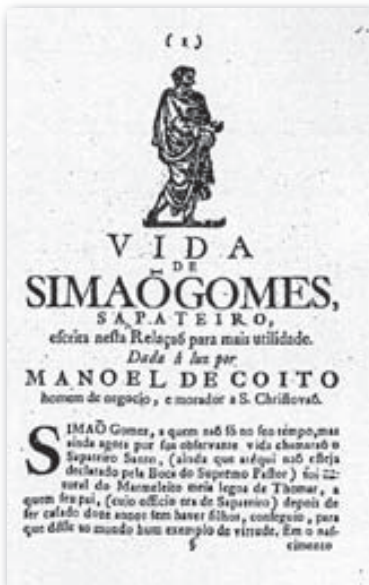 ( 1 )
VIDA
DE
SIMAÕ GOMES,
SAPATEIRO,
escrita nesta Relaçaõ para mais utilidade.
Dada à luz por
MANOEL DE COITO
homem de negocio, e morador a S. Christovaõ.
SIMAÕ Gomes, a quem naõ só no seu tempo, mas
ainda agora por sua observante vida chamaraõ o
Sapateiro Santo, (ainda que atéqui naõ esteja
declarado pela Boca do Supremo Pastor) foi na-
tural do Marmeleiro meia legoa de Thomar, a
quem seu pai, (cujo officio era de Sapateiro) depois de
ser casado doze annos sem haver filhos, conseguio, para
que désse ao mundo hum exemplo de virtude. Em o nas-
§ cimento